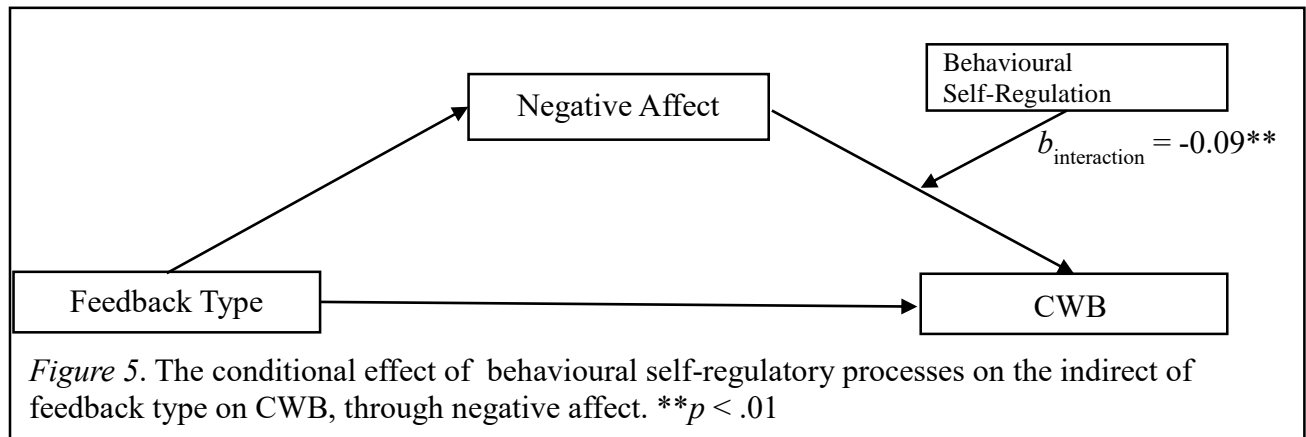 Behavioural
Self-Regulation
Negative Affect
b interaction = -0.09**
Feedback Type
CWB
Figure 5. The conditional effect of behavioural self-regulatory processes on the indirect of
feedback type on CWB, through negative affect. **p < .01